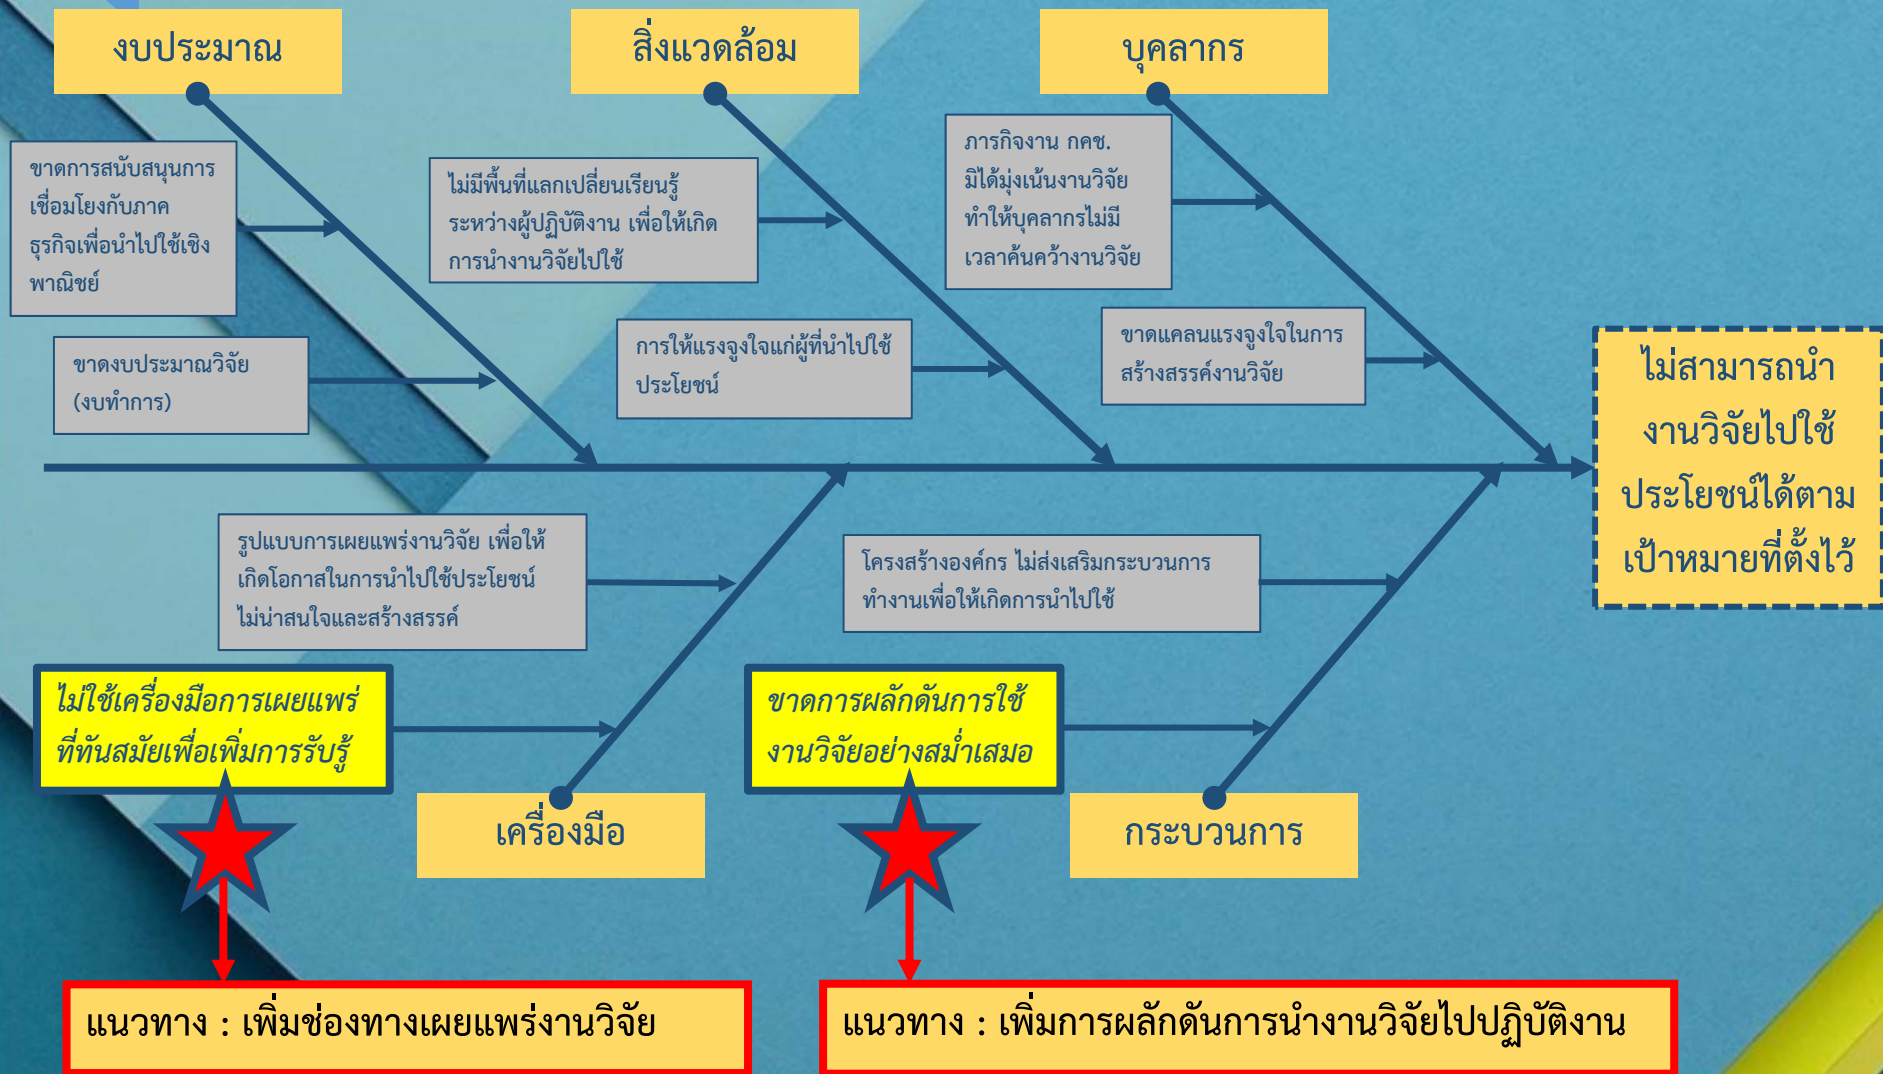 งบประมาณ
สิ่งแวดล้อม
บุคลากร
ขาดการสนับสนุนการ
เชื่อมโยงกับภาค
ธุรกิจเพื่อนำไปใช้เชิง
พาณิชย์
ไม่มีพื้นที่แลกเปลี่ยนเรียนรู้
ระหว่างผู้ปฏิบัติงาน เพื่อให้เกิด
การนำงานวิจัยไปใช้
ภารกิจงาน กคช.
มิได้มุ่งเน้นงานวิจัย
ทำให้บุคลากรไม่มี
เวลาค้นคว้างานวิจัย
ขาดงบประมาณวิจัย
(งบทำการ)
การให้แรงจูงใจแก่ผู้ที่นำไปใช้
ประโยชน์
ขาดแคลนแรงจูงใจในการ
สร้างสรรค์งานวิจัย
ไม่สามารถนำ
งานวิจัยไปใช้
ประโยชน์ได้ตาม
เป้าหมายที่ตั้งไว้
รูปแบบการเผยแพร่งานวิจัย เพื่อให้
เกิดโอกาสในการนำไปใช้ประโยชน์
ไม่น่าสนใจและสร้างสรรค์
โครงสร้างองค์กร ไม่ส่งเสริมกระบวนการ
ทำงานเพื่อให้เกิดการนำไปใช้
ไม่ใช้เครื่องมือการเผยแพร่
ที่ทันสมัยเพื่อเพิ่มการรับรู้
ขาดการผลักดันการใช้
งานวิจัยอย่างสม่ำเสมอ
เครื่องมือ
กระบวนการ
แนวทาง : เพิ่มช่องทางเผยแพร่งานวิจัย
แนวทาง : เพิ่มการผลักดันการนำงานวิจัยไปปฏิบัติงาน